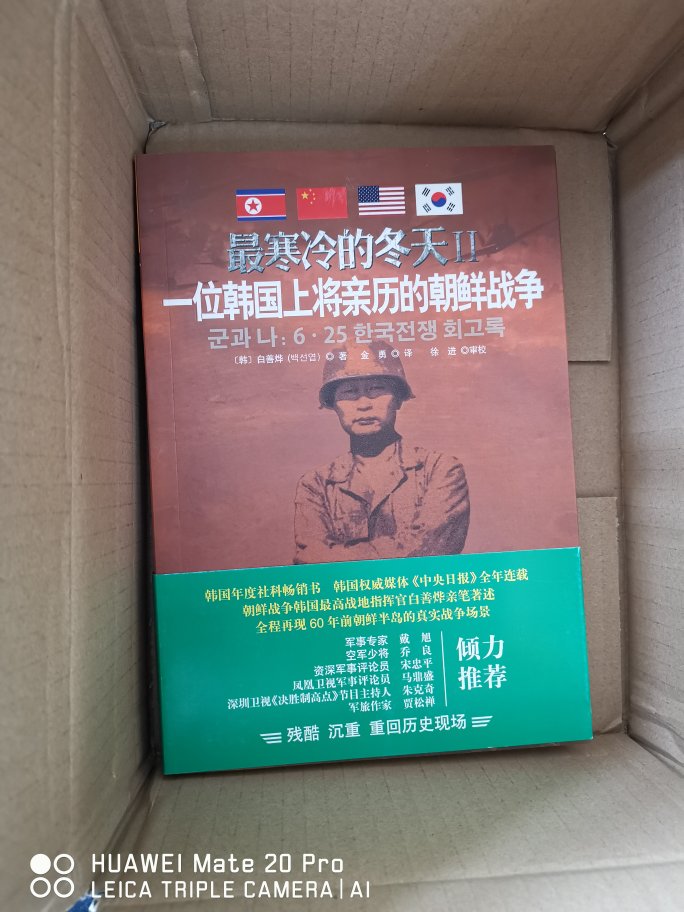 最寒冷的冬天II
一位韩国上将亲历的朝鲜战争
군과 나: 6·25 한국전쟁 회고록
〔韩〕白善烨 (백선엽) ◎ 著 金 勇 ◎ 译 徐 进 ◎审校
韩国年度社科畅销书 韩国权威媒体《中央日报》全年连载
朝鲜战争韩国最高战地指挥官白善烨亲笔著述
全程再现60年前朝鲜半岛的真实战争场景
军事专家 戴 旭
空军少将 乔 良
资深军事评论员 宋忠平
凤凰卫视军事评论员 马鼎盛
深圳卫视《决胜制高点》节目主持人 朱克奇
军旅作家 贾松禅
倾力
推荐
残酷 沉重 重回历史现场
HUAWEI Mate 20 Pro
LEICA TRIPLE CAMERA | AI